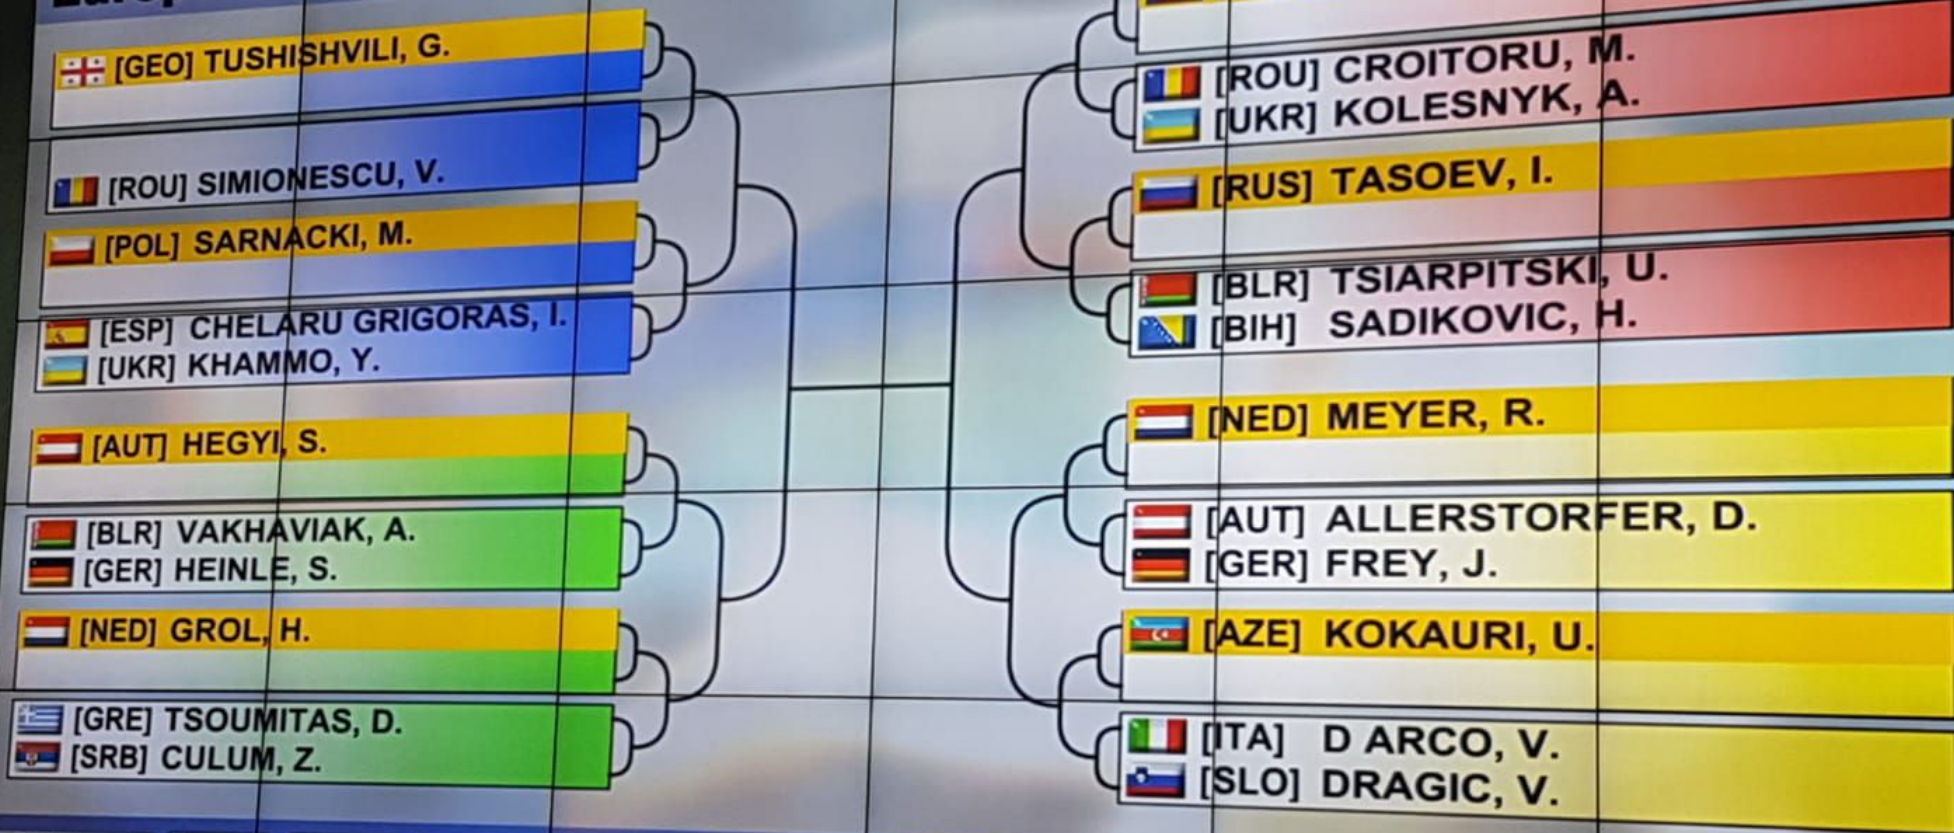 [GEO] TUSHISHVILI, G.
[ROU] SIMIONESCU, V.
[POL] SARNACKI, M.
[ESP] CHELARU GRIGORAS, I.
[UKR] KHAMMO, Y.
[AUT] HEGYI, S.
[BLR] VAKHAVIAK, A.
[GER] HEINLE, S.
[NED] GROL, H.
[GRE] TSOUMITAS, D.
[SRB] CULUM, Z.
[ROU] CROITORU, M.
[UKR] KOLESNYK, A.
[RUS] TASOEV, I.
[BLR] TSIARPITSKI, U.
[BIH] SADIKOVIC, H.
[NED] MEYER, R.
[AUT] ALLERSTORFER, D.
[GER] FREY, J.
[AZE] KOKAURI, U.
[ITA] D ARCO, V.
[SLO] DRAGIC, V.